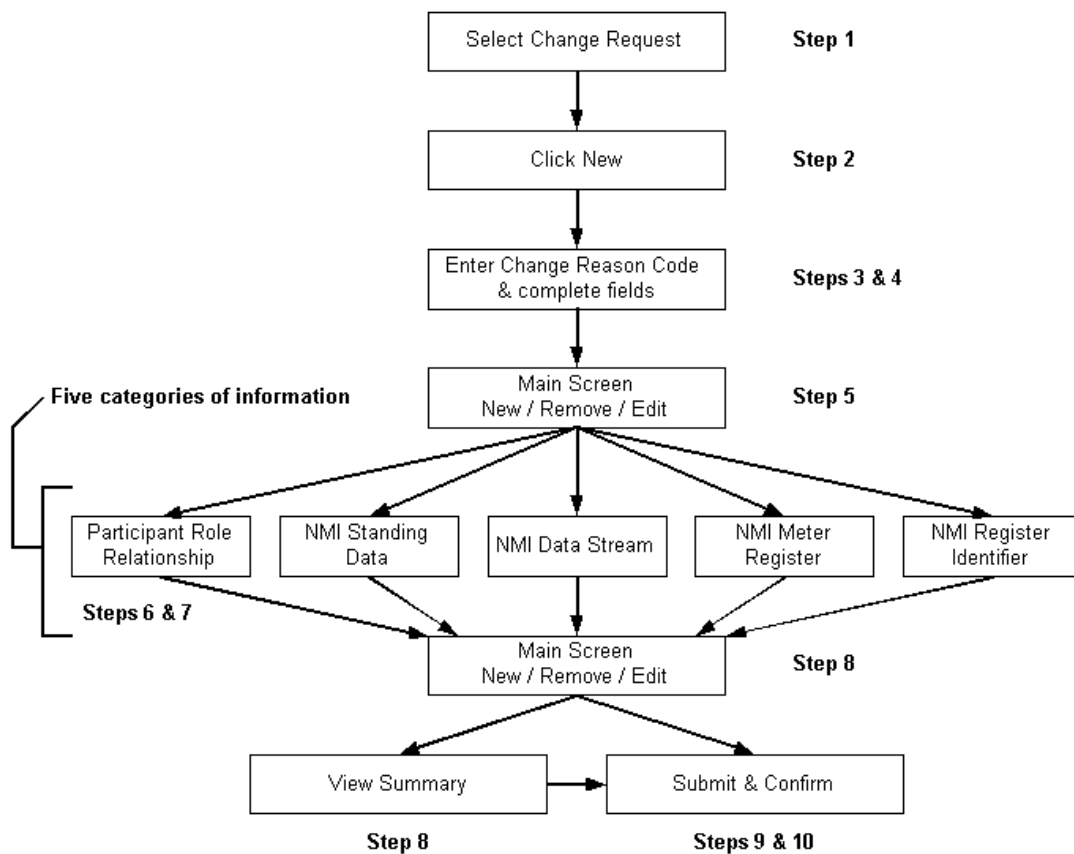 Select Change Request
Step 1
Click New
Step 2
Enter Change Reason Code
& complete fields
Steps 3 & 4
Main Screen
New / Remove / Edit
Step 5
Five categories of information
Participant Role
Relationship
NMI Standing
Data
NMI Data Stream
NMI Meter
Register
NMI Register
Identifier
Steps 6 & 7
Main Screen
New / Remove / Edit
Step 8
View Summary
Submit & Confirm
Step 8
Steps 9 & 10